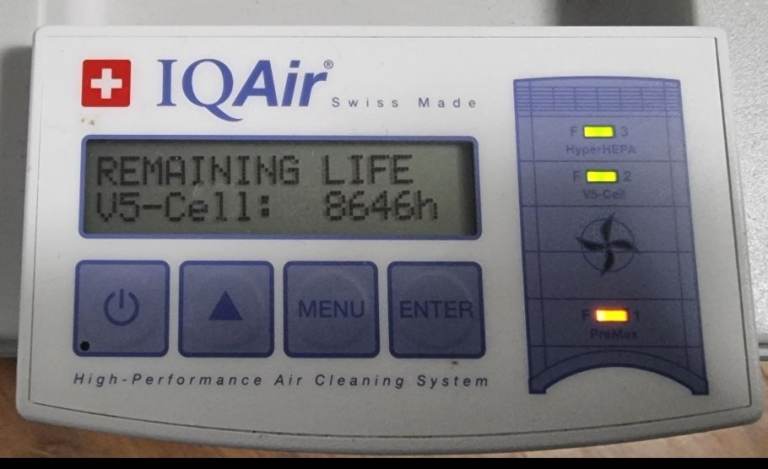 IQAir®
Swiss Made
REMAINING LIFE
V5-Cell: 8646h
MENU
ENTER
High-Performance Air Cleaning System
F 3
HyperHEPA
F 2
V5-Cell
F 1
PreMax